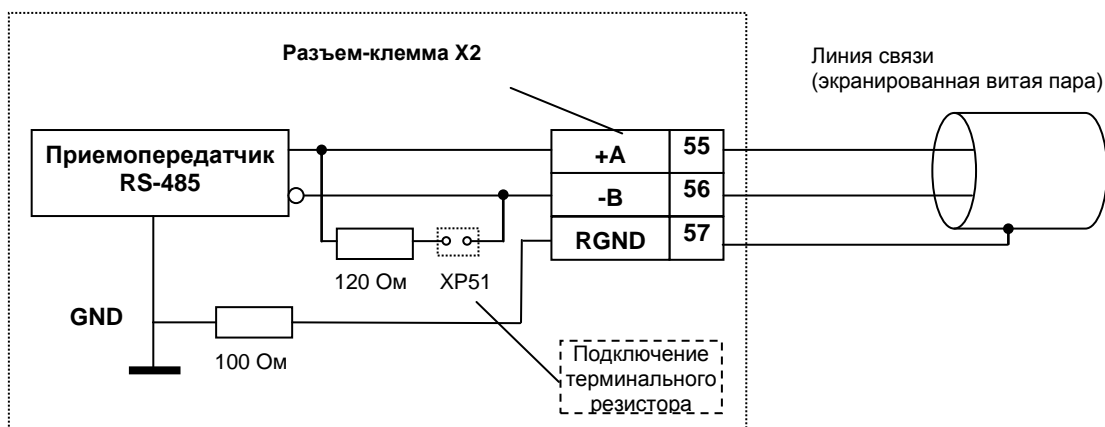 Разъем-клемма X2
Линия связи
(экранированная витая пара)
Приемопередатчик
RS-485
+A 55
-B 56
RGND 57
120 Ом XP51
GND
100 Ом
Подключение
терминального
резистора